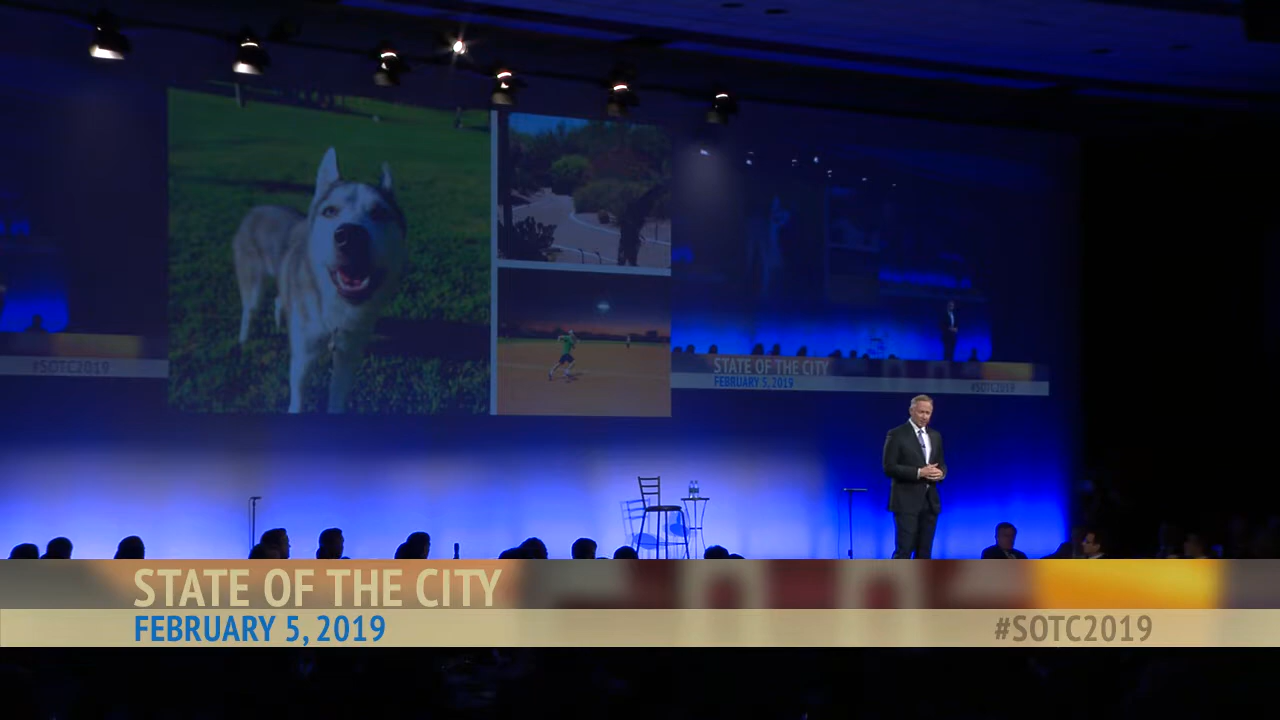 #SOTC2019
STATE OF THE CITY
FEBRUARY 5, 2019
#SOTC2019
STATE OF THE CITY
FEBRUARY 5, 2019
#SOTC2019